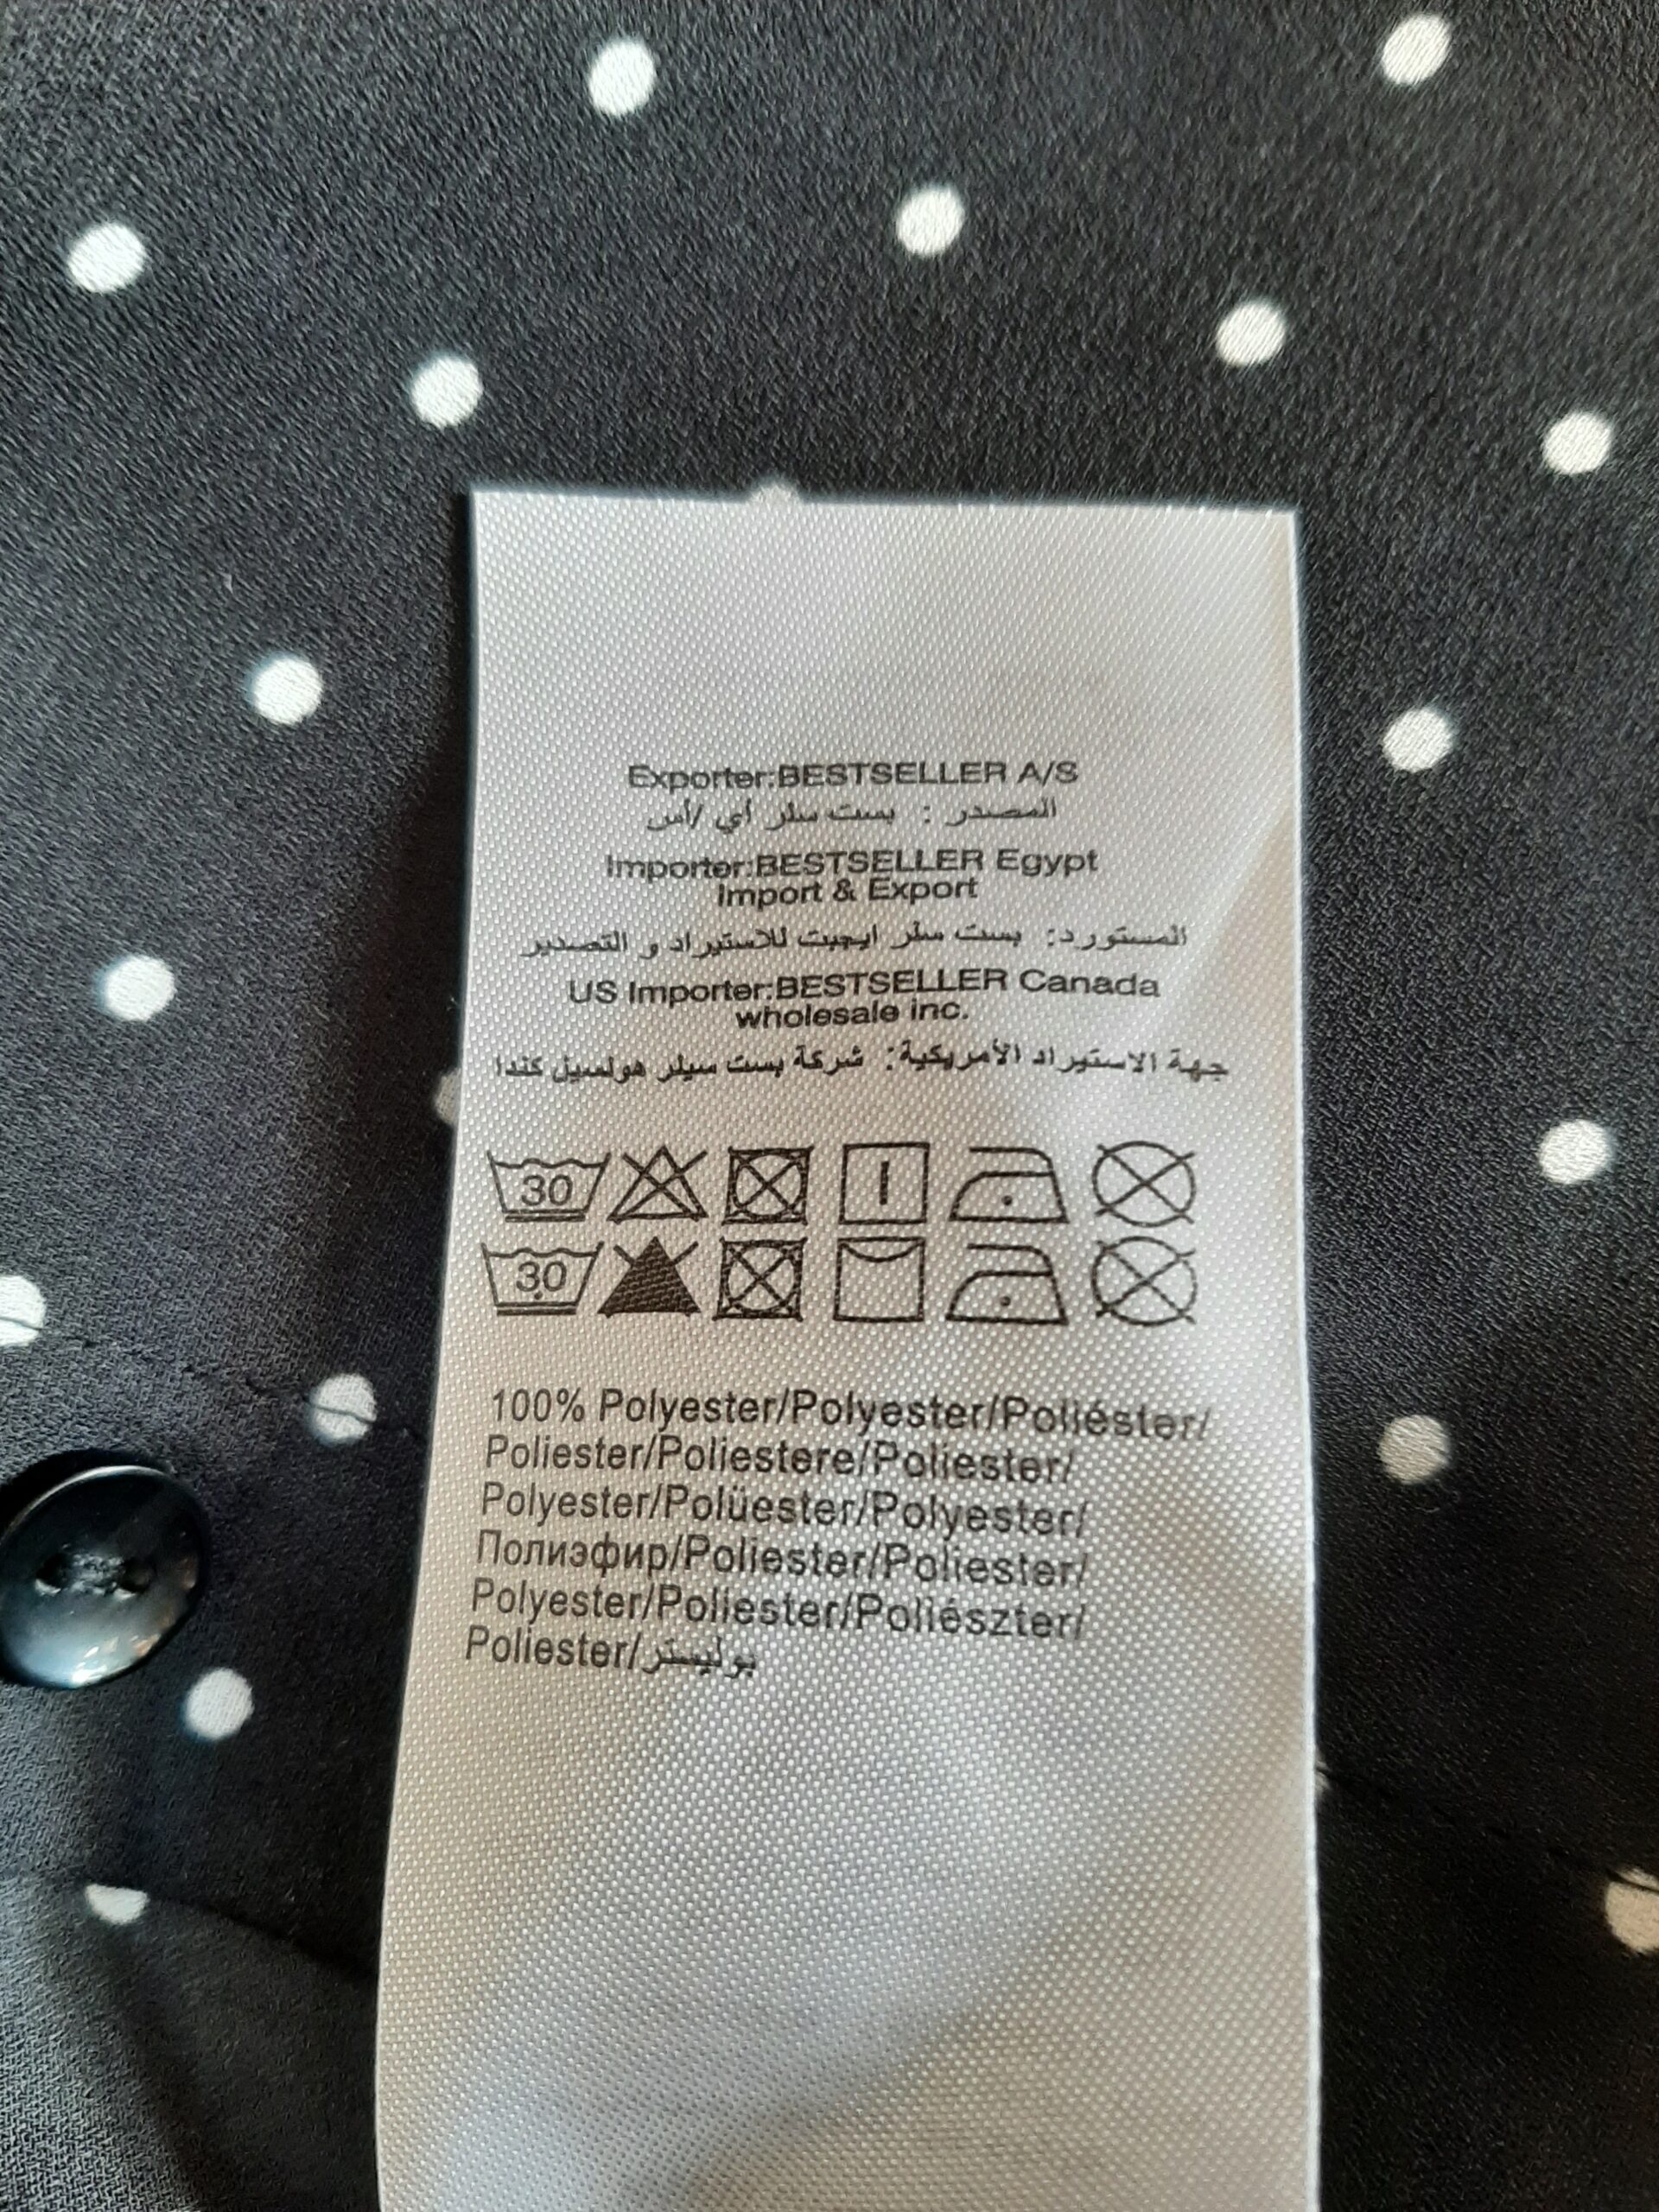 Exporter:BESTSELLER A/S
المصدر : بست سلر أي /أس
Importer:BESTSELLER Egypt
Import & Export
المستورد: بست سلر ايجبت للاستيراد و التصدير
US Importer:BESTSELLER Canada
wholesale inc.
جهة الاستيراد الأمريكية: شركة بست سيلر هولسيل كندا
30
30
100% Polyester/Polyester/Poliéster/
Poliester/Poliestere/Poliester/
Polyester/Polüester/Polyester/
Полиэфир/Poliester/Poliester/
Polyester/Poliester/Poliészter/
Poliester/بوليستر